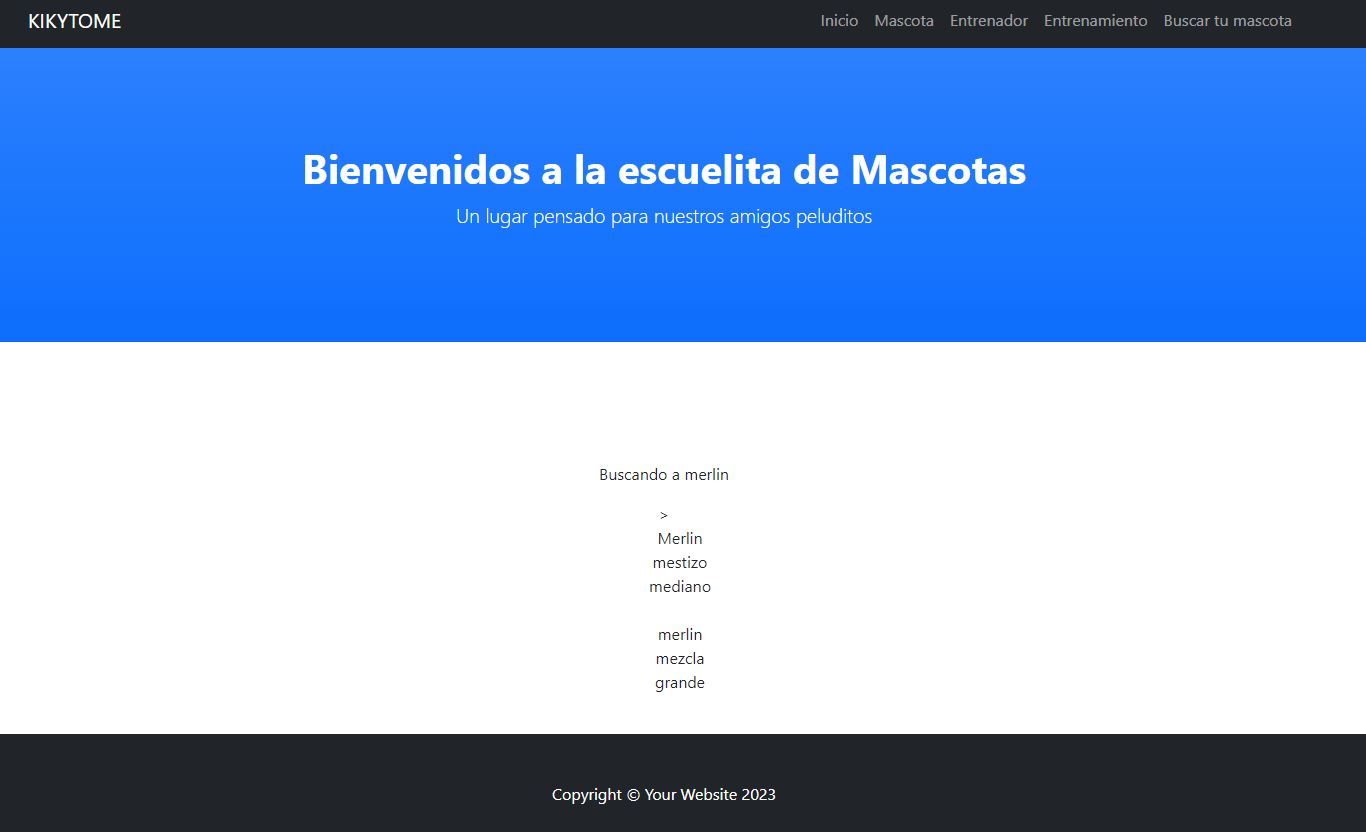 KIKYTOME
Inicio Mascota Entrenador Entrenamiento Buscar tu mascota
Bienvenidos a la escuelita de Mascotas
Un lugar pensado para nuestros amigos peluditos
Buscando a merlin
>
Merlin
mestizo
mediano
merlin
mezcla
grande
Copyright © Your Website 2023